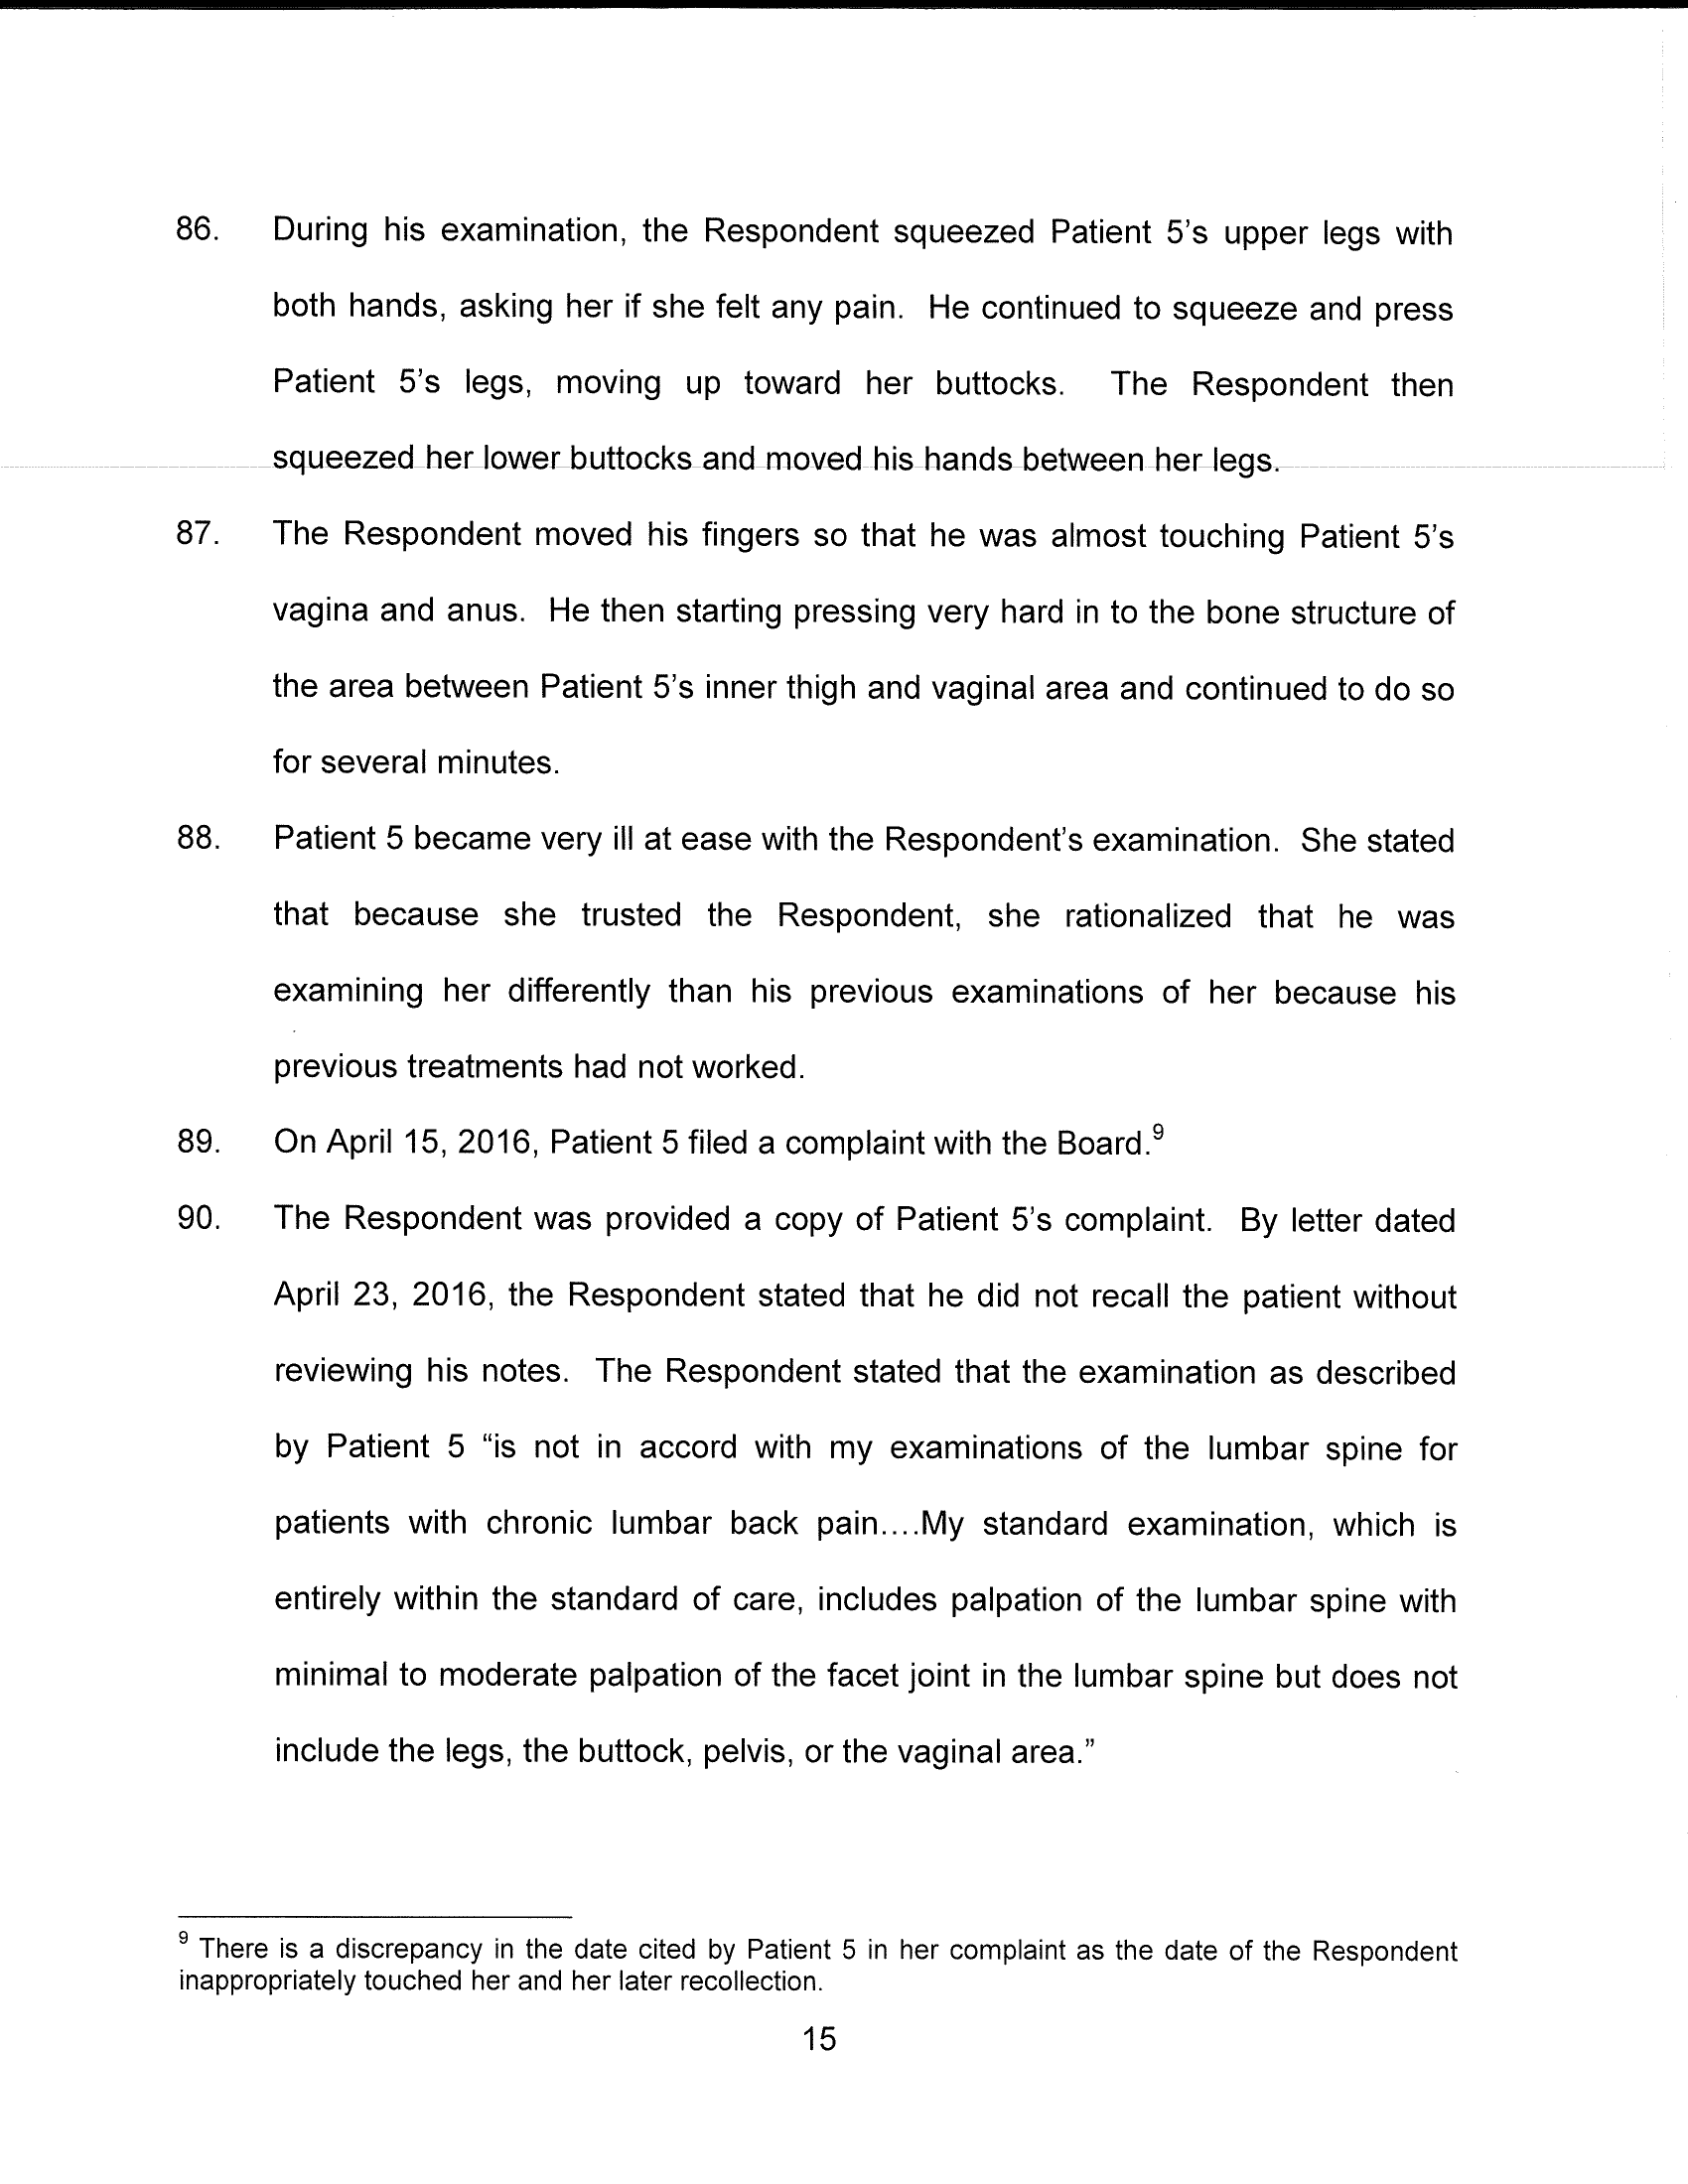 86. During his examination, the Respondent squeezed Patient 5's upper legs with
both hands, asking her if she felt any pain. He continued to squeeze and press
Patient 5's legs, moving up toward her buttocks. The Respondent then
squeezed her lower buttocks and moved his hands between her legs.
87. The Respondent moved his fingers so that he was almost touching Patient 5's
vagina and anus. He then starting pressing very hard in to the bone structure of
the area between Patient 5's inner thigh and vaginal area and continued to do so
for several minutes.
88. Patient 5 became very ill at ease with the Respondent's examination. She stated
that because she trusted the Respondent, she rationalized that he was
examining her differently than his previous examinations of her because his
previous treatments had not worked.
89. On April 15, 2016, Patient 5 filed a complaint with the Board.⁹
90. The Respondent was provided a copy of Patient 5's complaint. By letter dated
April 23, 2016, the Respondent stated that he did not recall the patient without
reviewing his notes. The Respondent stated that the examination as described
by Patient 5 “is not in accord with my examinations of the lumbar spine for
patients with chronic lumbar back pain....My standard examination, which is
entirely within the standard of care, includes palpation of the lumbar spine with
minimal to moderate palpation of the facet joint in the lumbar spine but does not
include the legs, the buttock, pelvis, or the vaginal area.”
⁹ There is a discrepancy in the date cited by Patient 5 in her complaint as the date of the Respondent
inappropriately touched her and her later recollection.
15